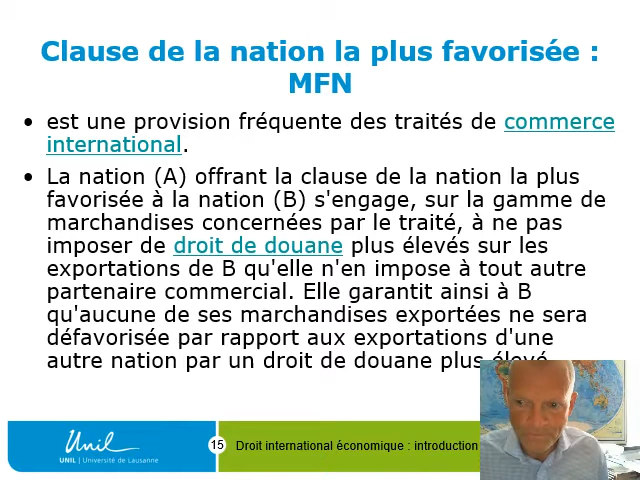 Clause de la nation la plus favorisée :
MFN
• est une provision fréquente des traités de commerce
international.
• La nation (A) offrant la clause de la nation la plus
favorisée à la nation (B) s'engage, sur la gamme de
marchandises concernées par le traité, à ne pas
imposer de droit de douane plus élevés sur les
exportations de B qu'elle n'en impose à tout autre
partenaire commercial. Elle garantit ainsi à B
qu'aucune de ses marchandises exportées ne sera
défavorisée par rapport aux exportations d'une
autre nation par un droit de douane plus élevé
Unil
UNIL | Université de Lausanne
15
Droit international économique : introduction